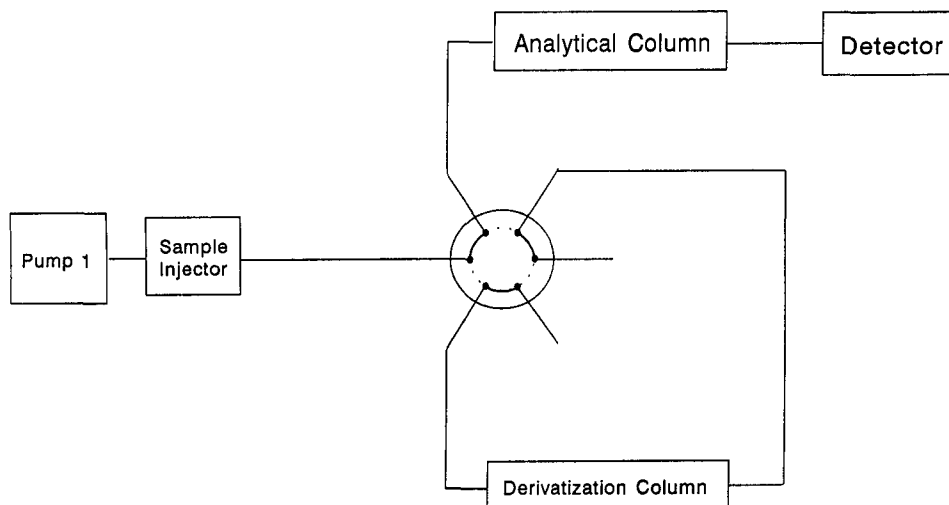 Analytical Column
Detector
Pump 1
Sample
Injector
Derivatization Column